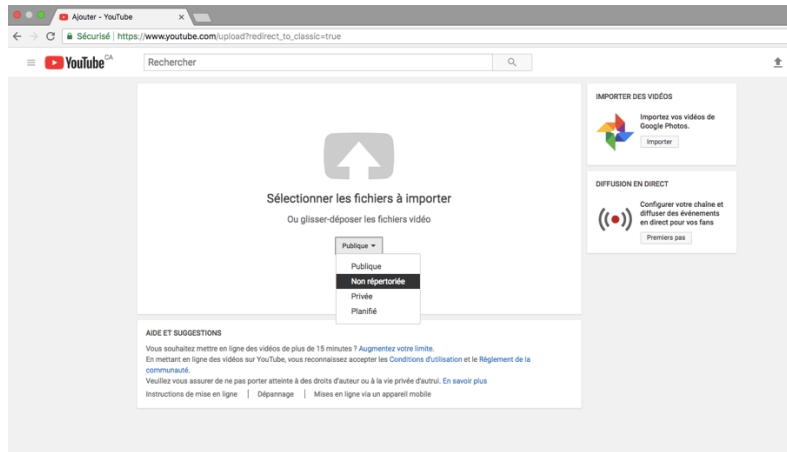 Ajouter - YouTube
Sécurisé | https://www.youtube.com/upload?redirect_to_classic=true
YouTube CA
Rechercher
Sélectionner les fichiers à importer
Ou glisser-déposer les fichiers vidéo
Publique
Publique
Non répertoriée
Privée
Planifié
IMPORTER DES VIDÉOS
Importez vos vidéos de
Google Photos.
Importer
DIFFUSION EN DIRECT
Configurer votre chaîne et
diffuser des événements
en direct pour vos fans
Premiers pas
AIDE ET SUGGESTIONS
Vous souhaitez mettre en ligne des vidéos de plus de 15 minutes ? Augmentez votre limite.
En mettant en ligne des vidéos sur YouTube, vous reconnaissez accepter les Conditions d'utilisation et le Règlement de la
communauté.
Veuillez vous assurer de ne pas porter atteinte à des droits d'auteur ou à la vie privée d'autrui. En savoir plus
Instructions de mise en ligne | Dépannage | Mises en ligne via un appareil mobile